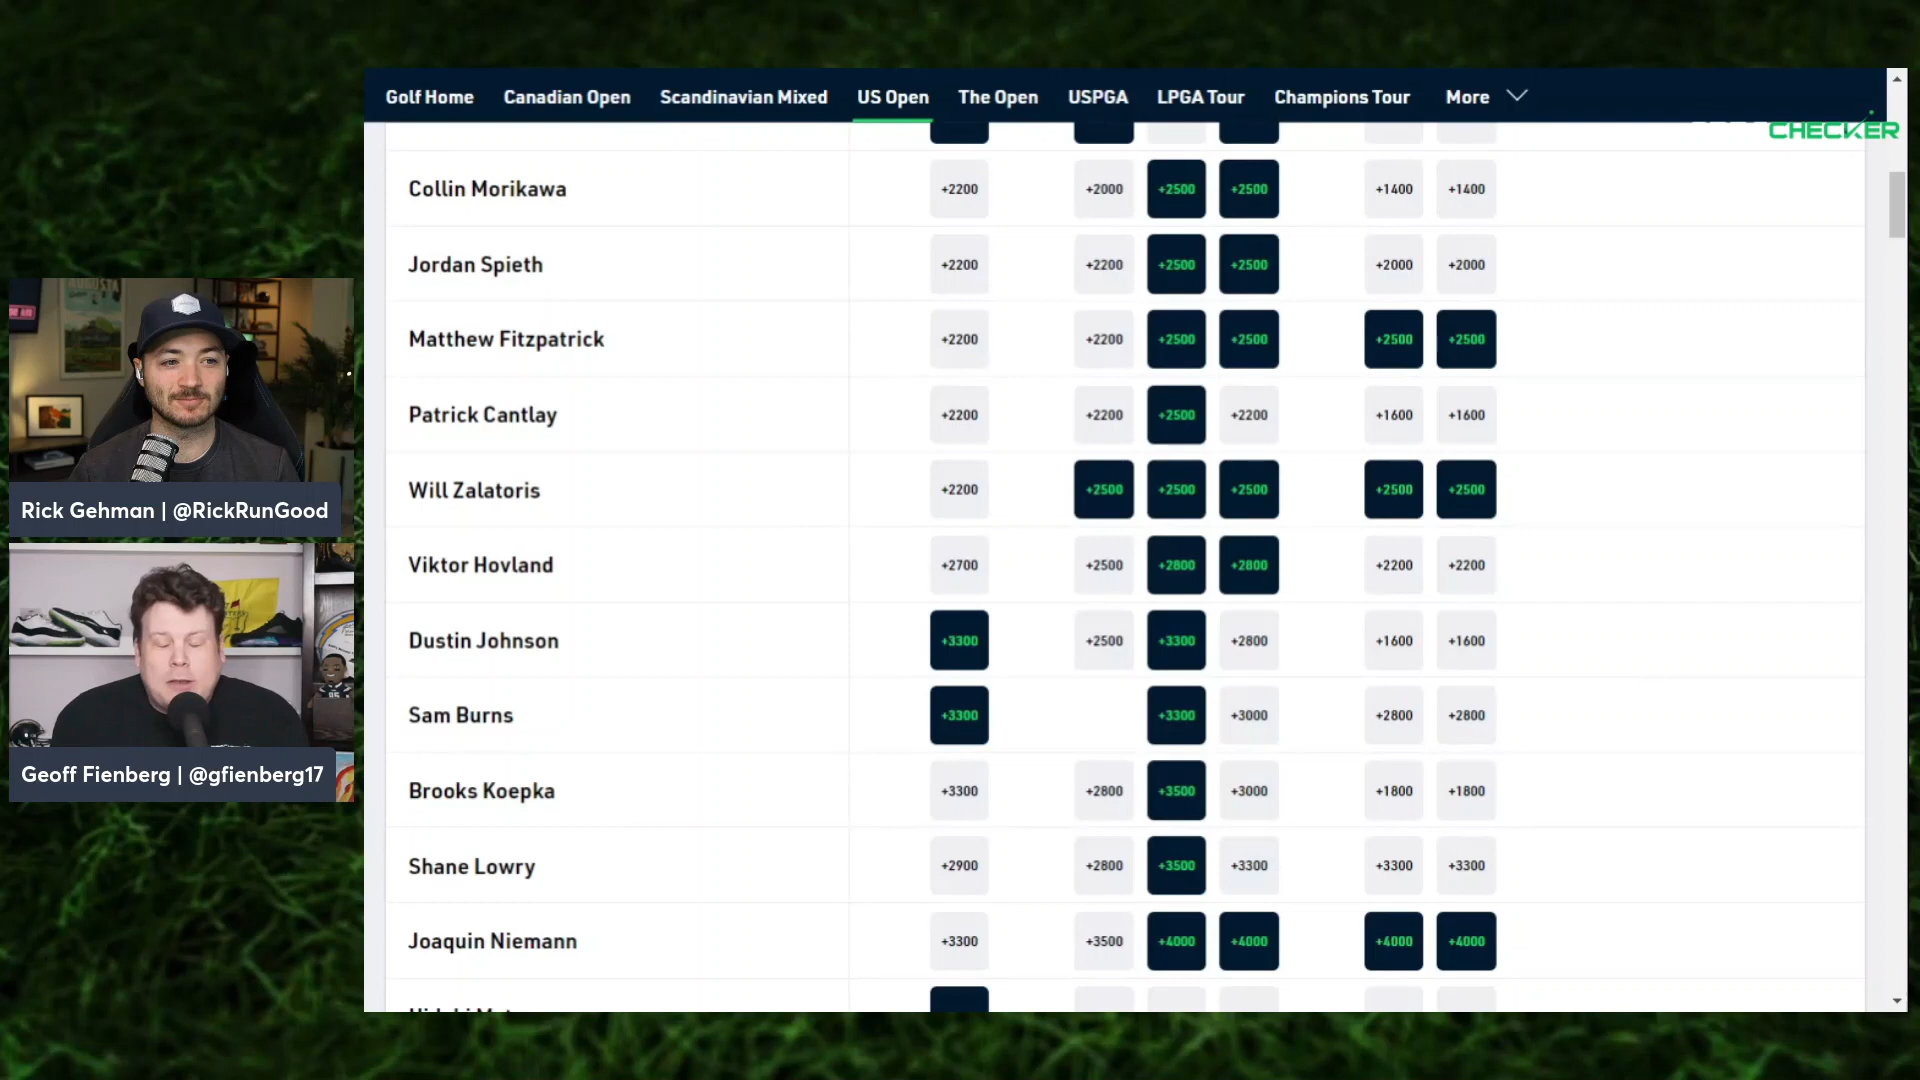 Golf Home Canadian Open Scandinavian Mixed US Open The Open USPGA LPGA Tour Champions Tour More
CHECKER
Collin Morikawa +2200 +2000 +2500 +2500 +1400 +1400
Jordan Spieth +2200 +2200 +2500 +2500 +2000 +2000
Matthew Fitzpatrick +2200 +2200 +2500 +2500 +2500 +2500
Patrick Cantlay +2200 +2200 +2500 +2200 +1600 +1600
Will Zalatoris +2200 +2500 +2500 +2500 +2500 +2500
Viktor Hovland +2700 +2500 +2800 +2800 +2200 +2200
Dustin Johnson +3300 +2500 +3300 +2800 +1600 +1600
Sam Burns +3300 +3300 +3000 +2800 +2800
Brooks Koepka +3300 +2800 +3500 +3000 +1800 +1800
Shane Lowry +2900 +2800 +3500 +3300 +3300 +3300
Joaquin Niemann +3300 +3500 +4000 +4000 +4000 +4000
AUGUSTA
Rick Gehman | @RickRunGood
Geoff Fienberg | @gfienberg17